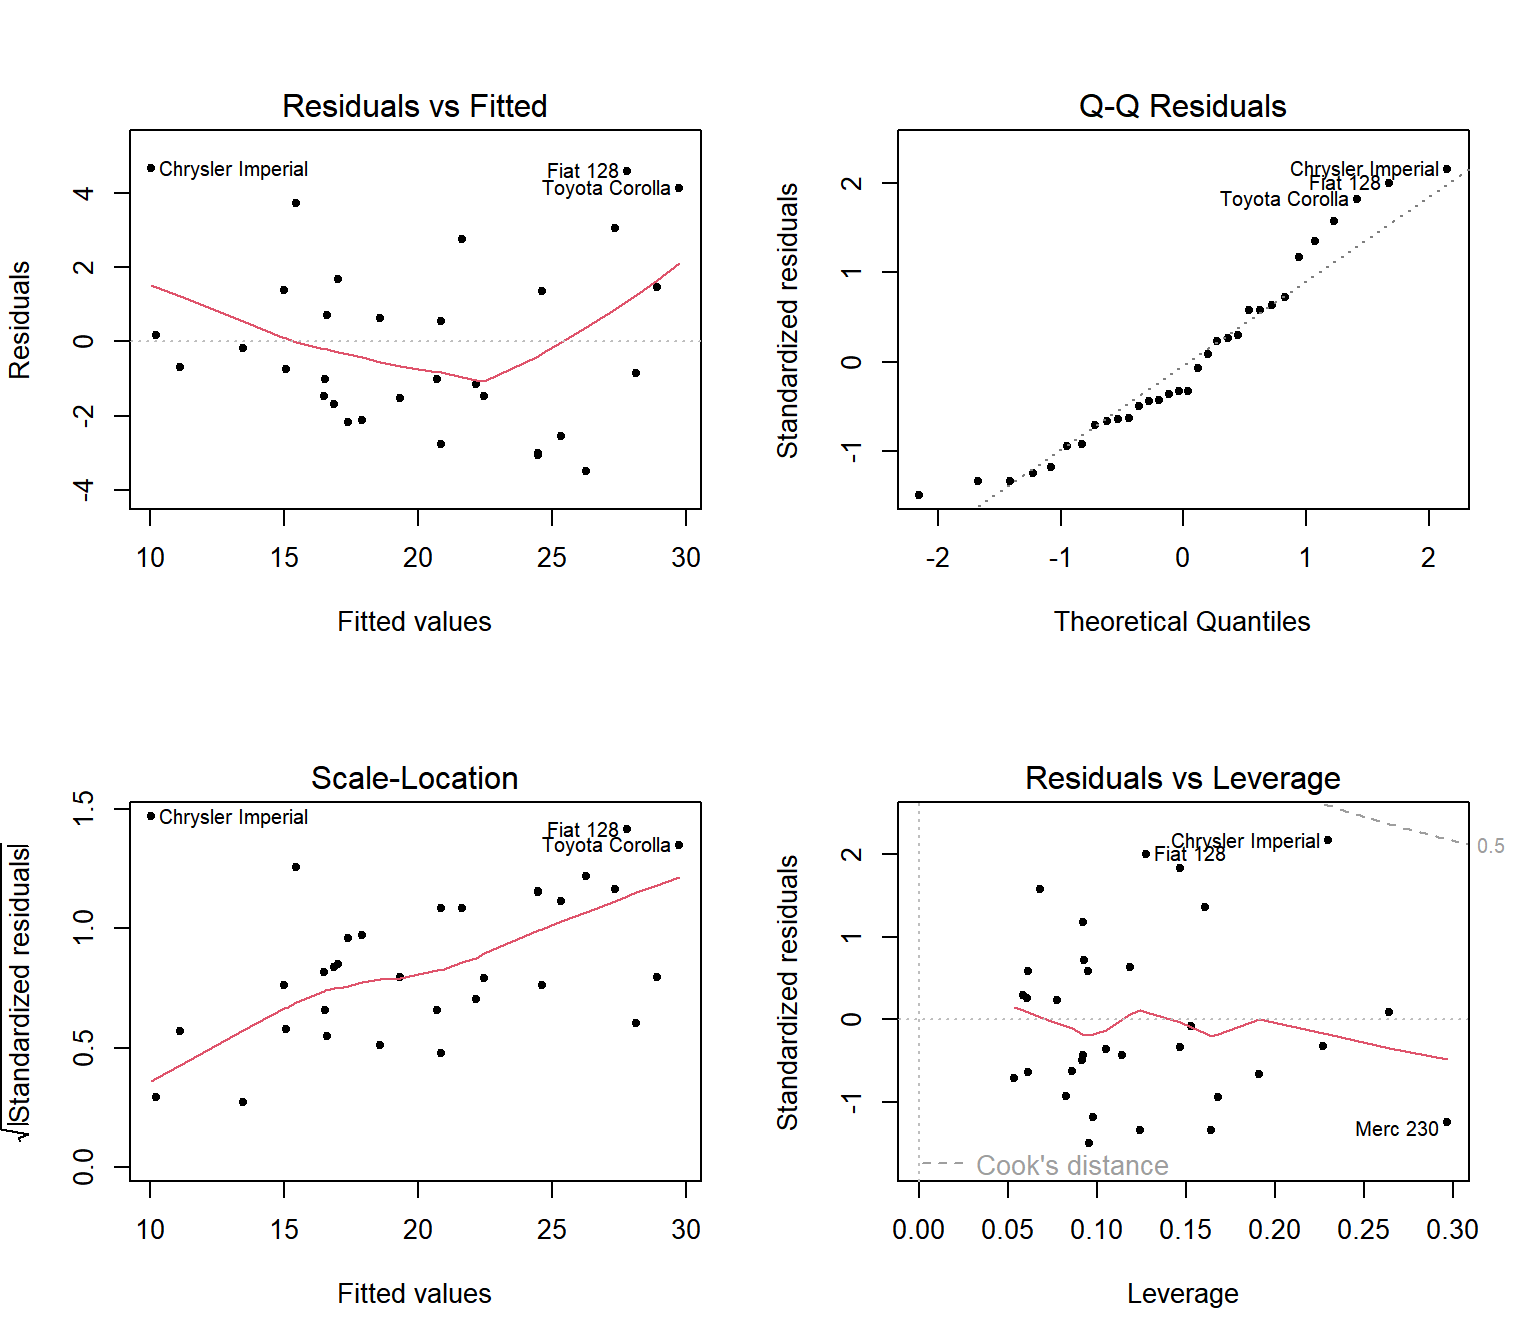 Residuals vs Fitted
Residuals
4
2
0
-2
-4
Chrysler Imperial
Fiat 128
Toyota Corolla
10 15 20 25 30
Fitted values
Q-Q Residuals
Standardized residuals
2
1
0
-1
Chrysler Imperial
Fiat 128
Toyota Corolla
-2 -1 0 1 2
Theoretical Quantiles
Scale-Location
√|Standardized residuals|
1.5
1.0
0.5
0.0
Chrysler Imperial
Fiat 128
Toyota Corolla
10 15 20 25 30
Fitted values
Residuals vs Leverage
Standardized residuals
2
1
0
-1
Chrysler Imperial
Fiat 128
0.5
Merc 230
Cook's distance
0.00 0.05 0.10 0.15 0.20 0.25 0.30
Leverage